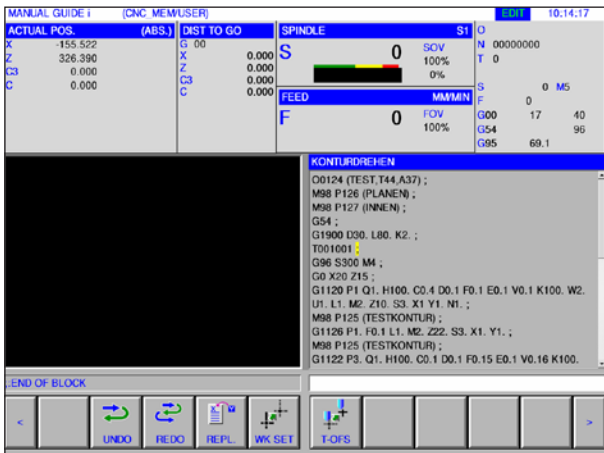 MANUAL GUIDE i (CNC_MEM/USER) EDIT 10:14:17
ACTUAL POS. (ABS.)
X -155.522
Z 326.390
C3 0.000
C 0.000
DIST TO GO
G 00
X 0.000
Z 0.000
C3 0.000
C 0.000
SPINDLE S1
S 0 SOV
100%
0%
FEED MM/MIN
F 0 FOV
100%
O
N 00000000
T 0
S 0 M5
F 0
G00 17 40
G54 96
G95 69.1
KONTURDREHEN
O0124 (TEST,T44,A37) ;
M98 P126 (PLANEN) ;
M98 P127 (INNEN) ;
G54 ;
G1900 D30. L80. K2. ;
T001001 ;
G96 S300 M4 ;
G0 X20 Z15 ;
G1120 P1 Q1. H100. C0.4 D0.1 F0.1 E0.1 V0.1 K100. W2.
U1. L1. M2. Z10. S3. X1 Y1. N1. ;
M98 P125 (TESTKONTUR) ;
G1126 P1. F0.1 L1. M2. Z22. S3. X1. Y1. ;
M98 P125 (TESTKONTUR) ;
G1122 P3. Q1. H100. C0.1 D0.1 F0.15 E0.1 V0.16 K100.
;:END OF BLOCK
< UNDO REDO REPL. WK SET T-OFS >